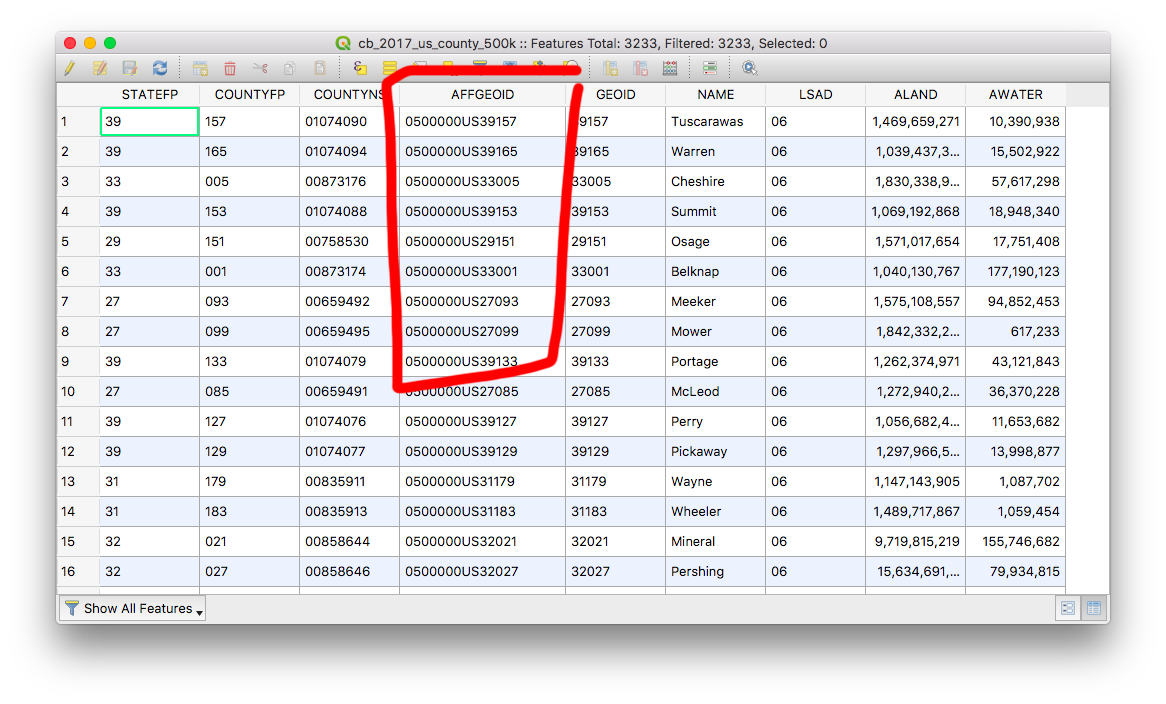 cb_2017_us_county_500k :: Features Total: 3233, Filtered: 3233, Selected: 0
STATEFP COUNTYFP COUNTYNS AFFGEOID GEOID NAME LSAD ALAND AWATER
1 39 157 01074090 0500000US39157 39157 Tuscarawas 06 1,469,659,271 10,390,938
2 39 165 01074094 0500000US39165 39165 Warren 06 1,039,437,3... 15,502,922
3 33 005 00873176 0500000US33005 33005 Cheshire 06 1,830,338,9... 57,617,298
4 39 153 01074088 0500000US39153 39153 Summit 06 1,069,192,868 18,948,340
5 29 151 00758530 0500000US29151 29151 Osage 06 1,571,017,654 17,751,408
6 33 001 00873174 0500000US33001 33001 Belknap 06 1,040,130,767 177,190,123
7 27 093 00659492 0500000US27093 27093 Meeker 06 1,575,108,557 94,852,453
8 27 099 00659495 0500000US27099 27099 Mower 06 1,842,332,2... 617,233
9 39 133 01074079 0500000US39133 39133 Portage 06 1,262,374,971 43,121,843
10 27 085 00659491 0500000US27085 27085 McLeod 06 1,272,940,2... 36,370,228
11 39 127 01074076 0500000US39127 39127 Perry 06 1,056,682,4... 11,653,682
12 39 129 01074077 0500000US39129 39129 Pickaway 06 1,297,966,5... 13,998,877
13 31 179 00835911 0500000US31179 31179 Wayne 06 1,147,143,905 1,087,702
14 31 183 00835913 0500000US31183 31183 Wheeler 06 1,489,717,867 1,059,454
15 32 021 00858644 0500000US32021 32021 Mineral 06 9,719,815,219 155,746,682
16 32 027 00858646 0500000US32027 32027 Pershing 06 15,634,691,... 79,934,815
Show All Features